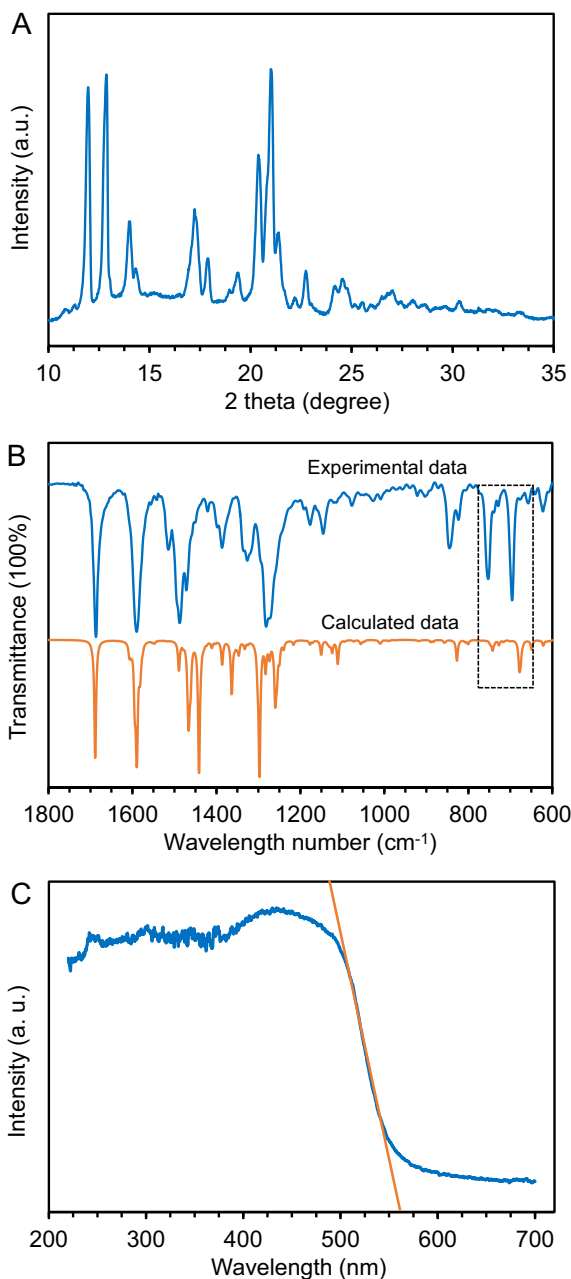 A
Intensity (a.u.)
10 15 20 25 30 35
2 theta (degree)
B
Experimental data
Calculated data
Transmittance (100%)
1800 1600 1400 1200 1000 800 600
Wavelength number (cm⁻¹)
C
Intensity (a. u.)
200 300 400 500 600 700
Wavelength (nm)